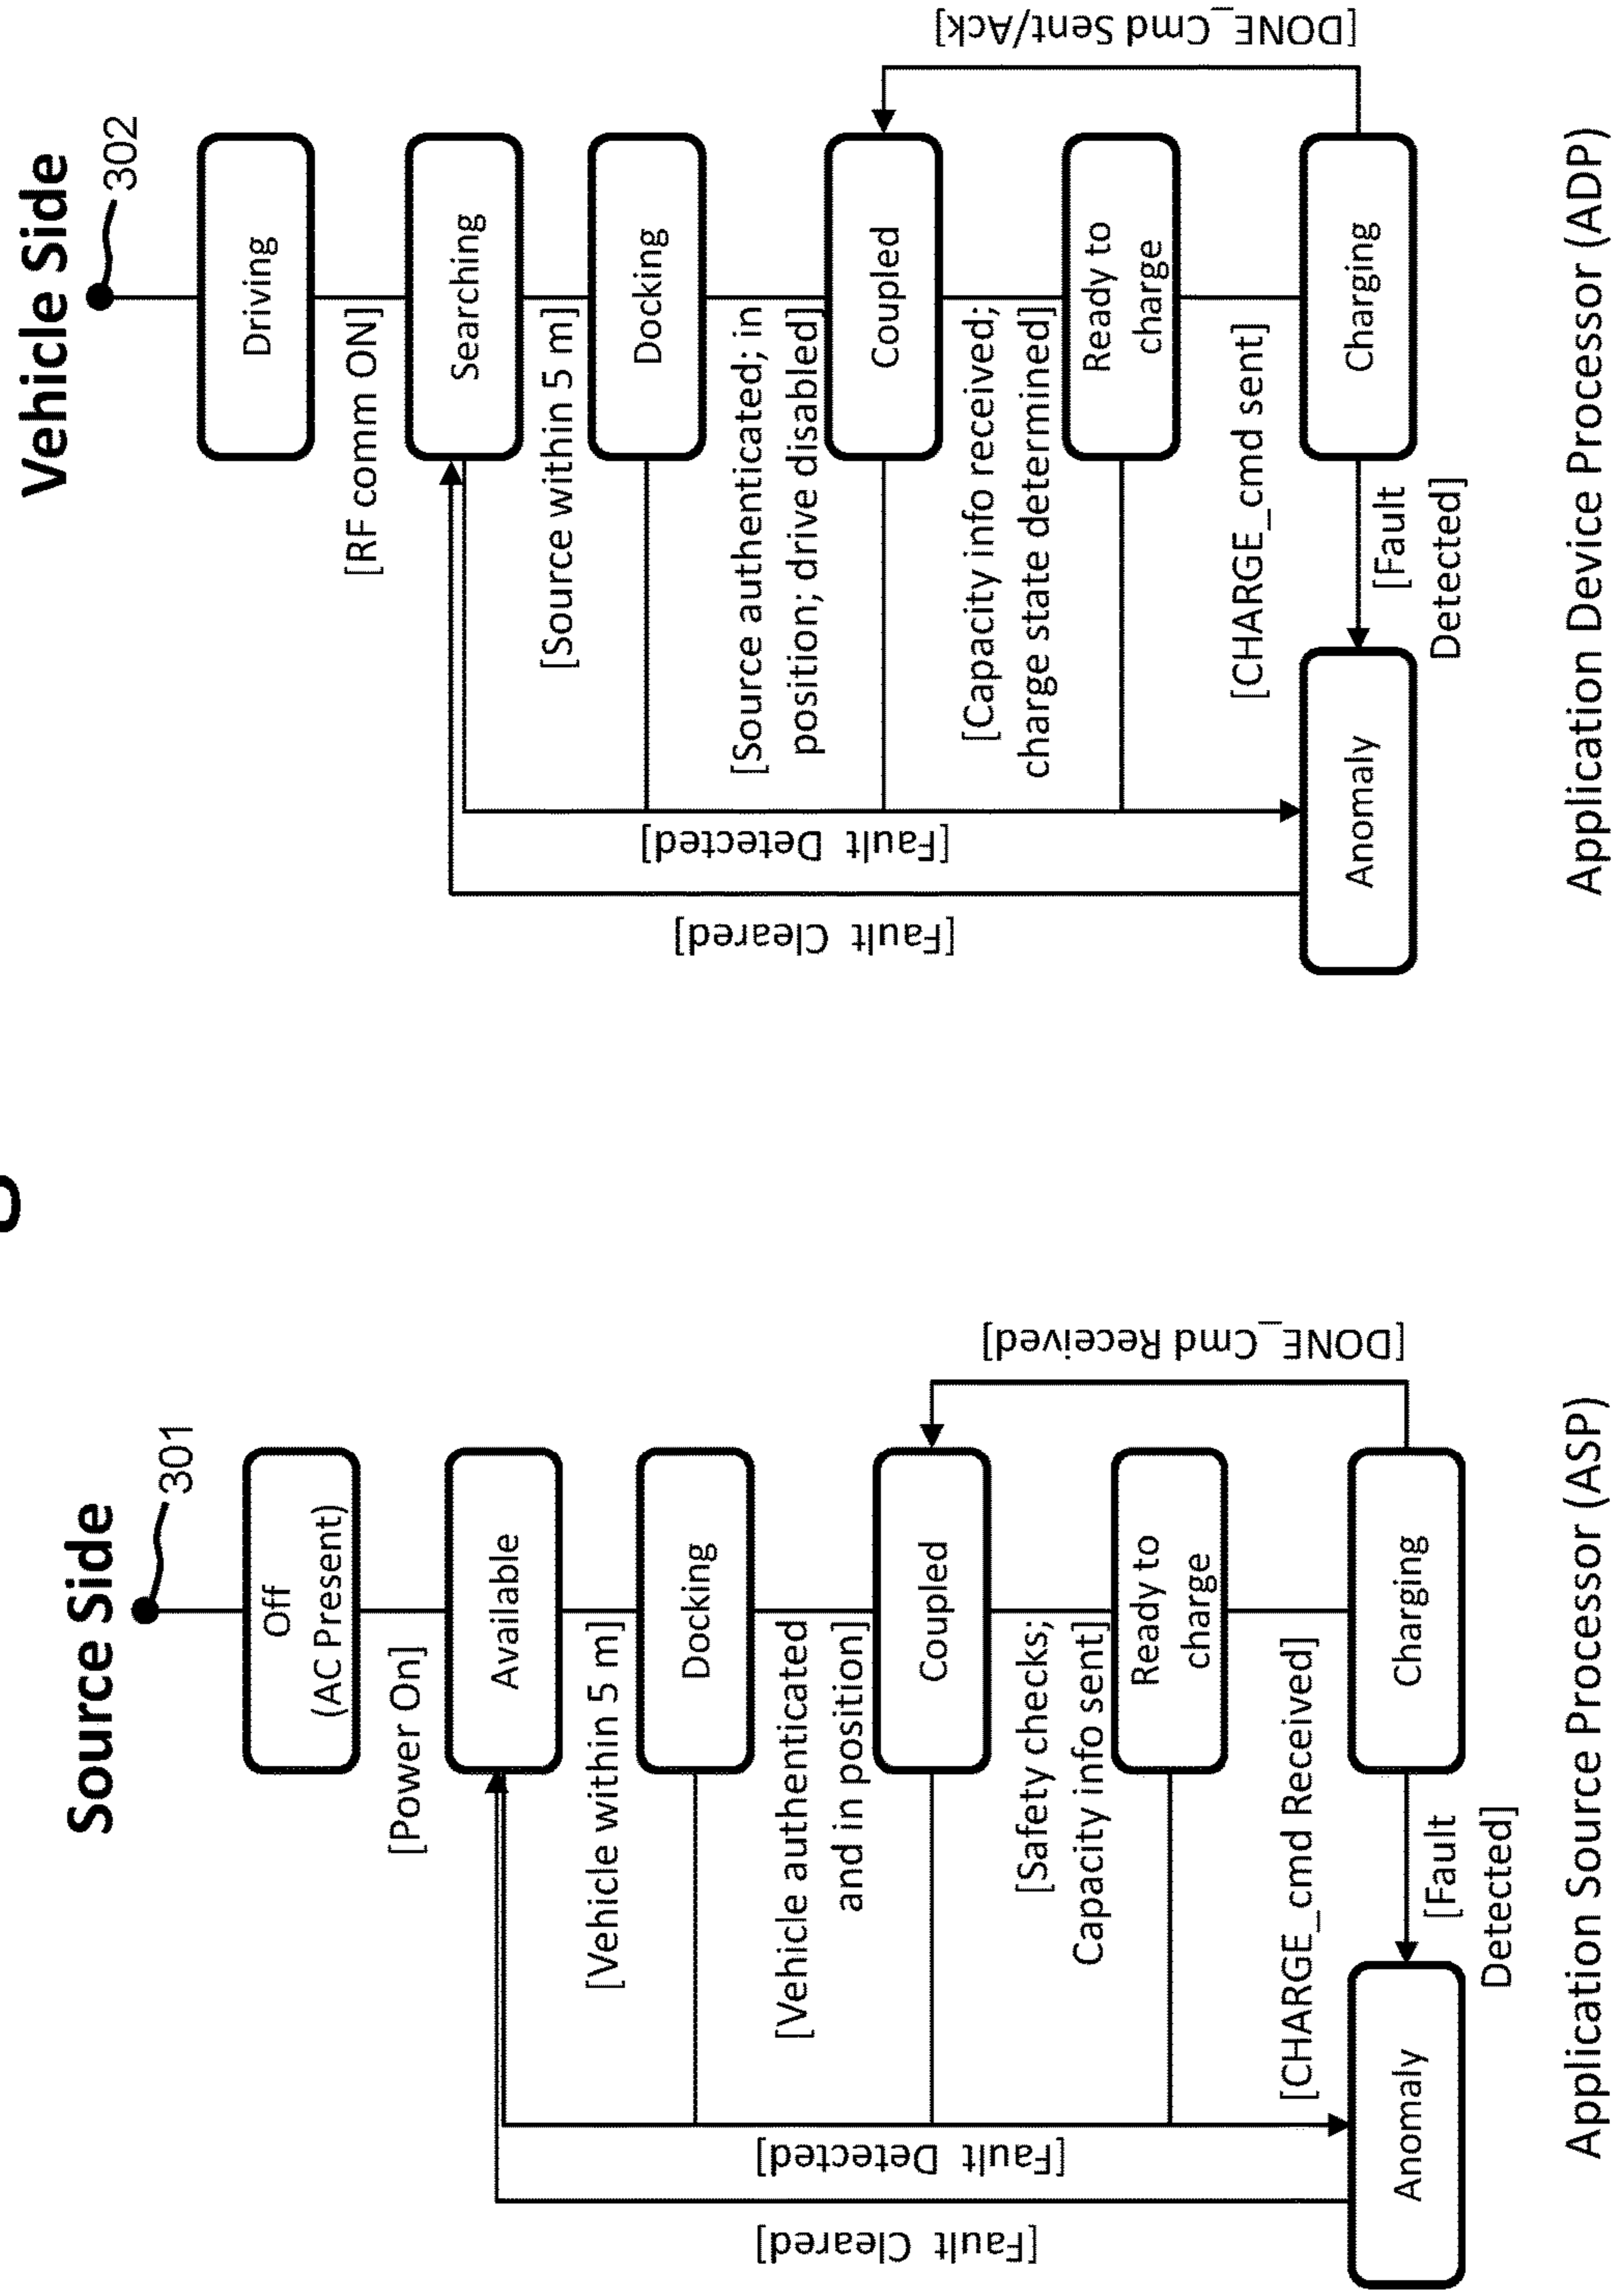 Source Side
301
Off
(AC Present)
[Power On]
Available
[Vehicle within 5 m]
Docking
[Vehicle authenticated
and in position]
Coupled
[Safety checks;
Capacity info sent]
Ready to
charge
[CHARGE_cmd Received]
Charging
[DONE_Cmd Received]
[Fault
Detected]
Anomaly
[Fault Detected]
[Fault Cleared]
Application Source Processor (ASP)
Vehicle Side
302
Driving
[RF comm ON]
Searching
[Source within 5 m]
Docking
[Source authenticated; in
position; drive disabled]
Coupled
[Capacity info received;
charge state determined]
Ready to
charge
[CHARGE_cmd sent]
Charging
[DONE_Cmd Sent/Ack]
[Fault
Detected]
Anomaly
[Fault Detected]
[Fault Cleared]
Application Device Processor (ADP)